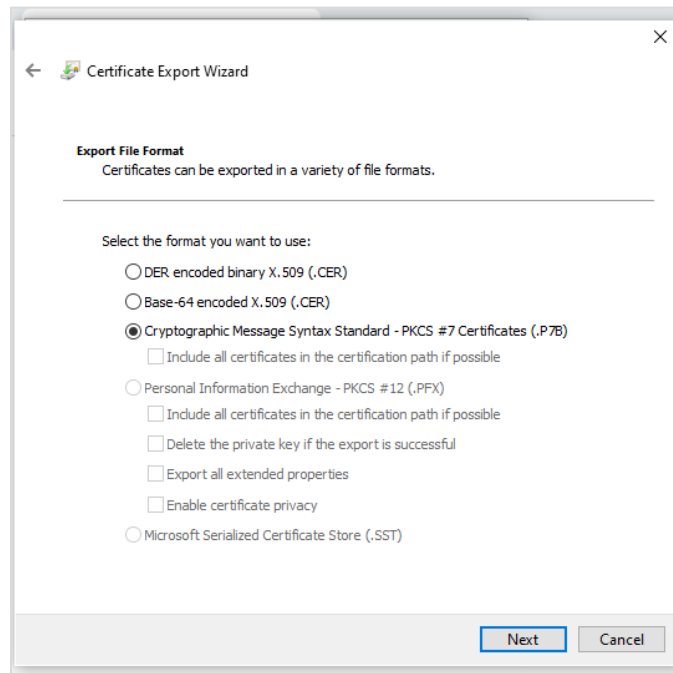 Certificate Export Wizard
Export File Format
Certificates can be exported in a variety of file formats.
Select the format you want to use:
DER encoded binary X.509 (.CER)
Base-64 encoded X.509 (.CER)
Cryptographic Message Syntax Standard - PKCS #7 Certificates (.P7B)
Include all certificates in the certification path if possible
Personal Information Exchange - PKCS #12 (.PFX)
Include all certificates in the certification path if possible
Delete the private key if the export is successful
Export all extended properties
Enable certificate privacy
Microsoft Serialized Certificate Store (.SST)
Next Cancel